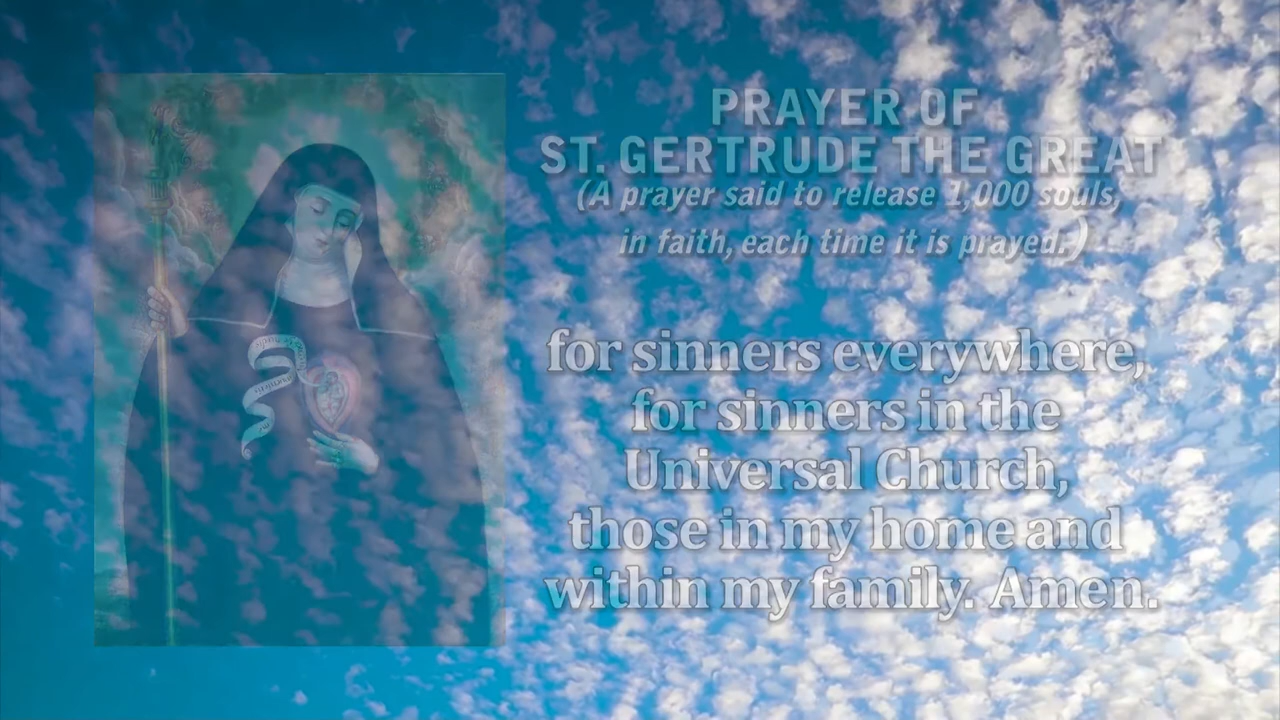 PRAYER OF
ST. GERTRUDE THE GREAT
(A prayer said to release 1,000 souls,
in faith, each time it is prayed.)
for sinners everywhere,
for sinners in the
Universal Church,
those in my home and
within my family. Amen.